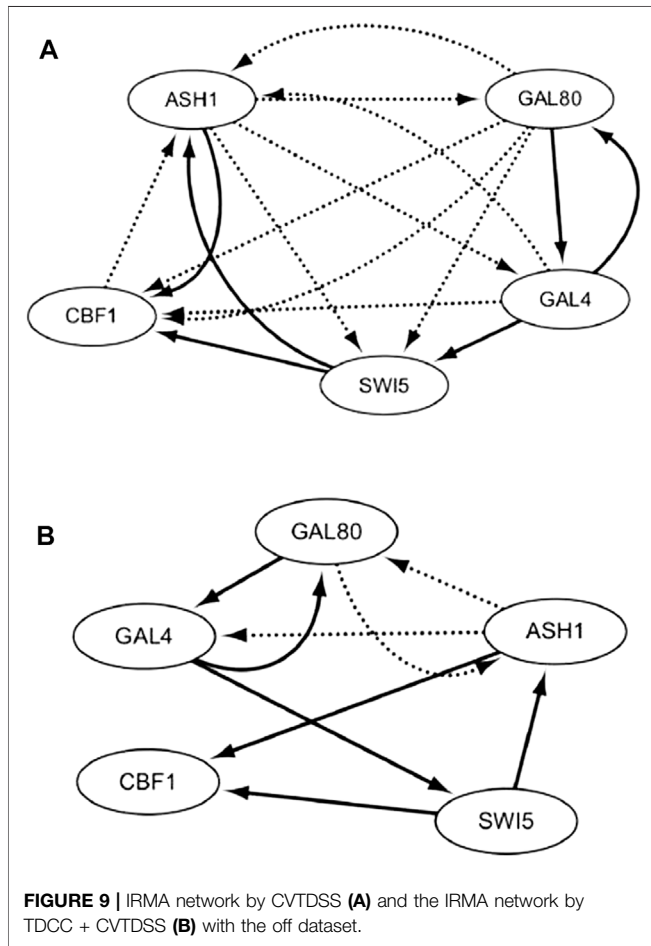 A
ASH1
GAL80
CBF1
GAL4
SWI5
B
GAL80
GAL4
ASH1
CBF1
SWI5
FIGURE 9 | IRMA network by CVTDSS (A) and the IRMA network by
TDCC + CVTDSS (B) with the off dataset.